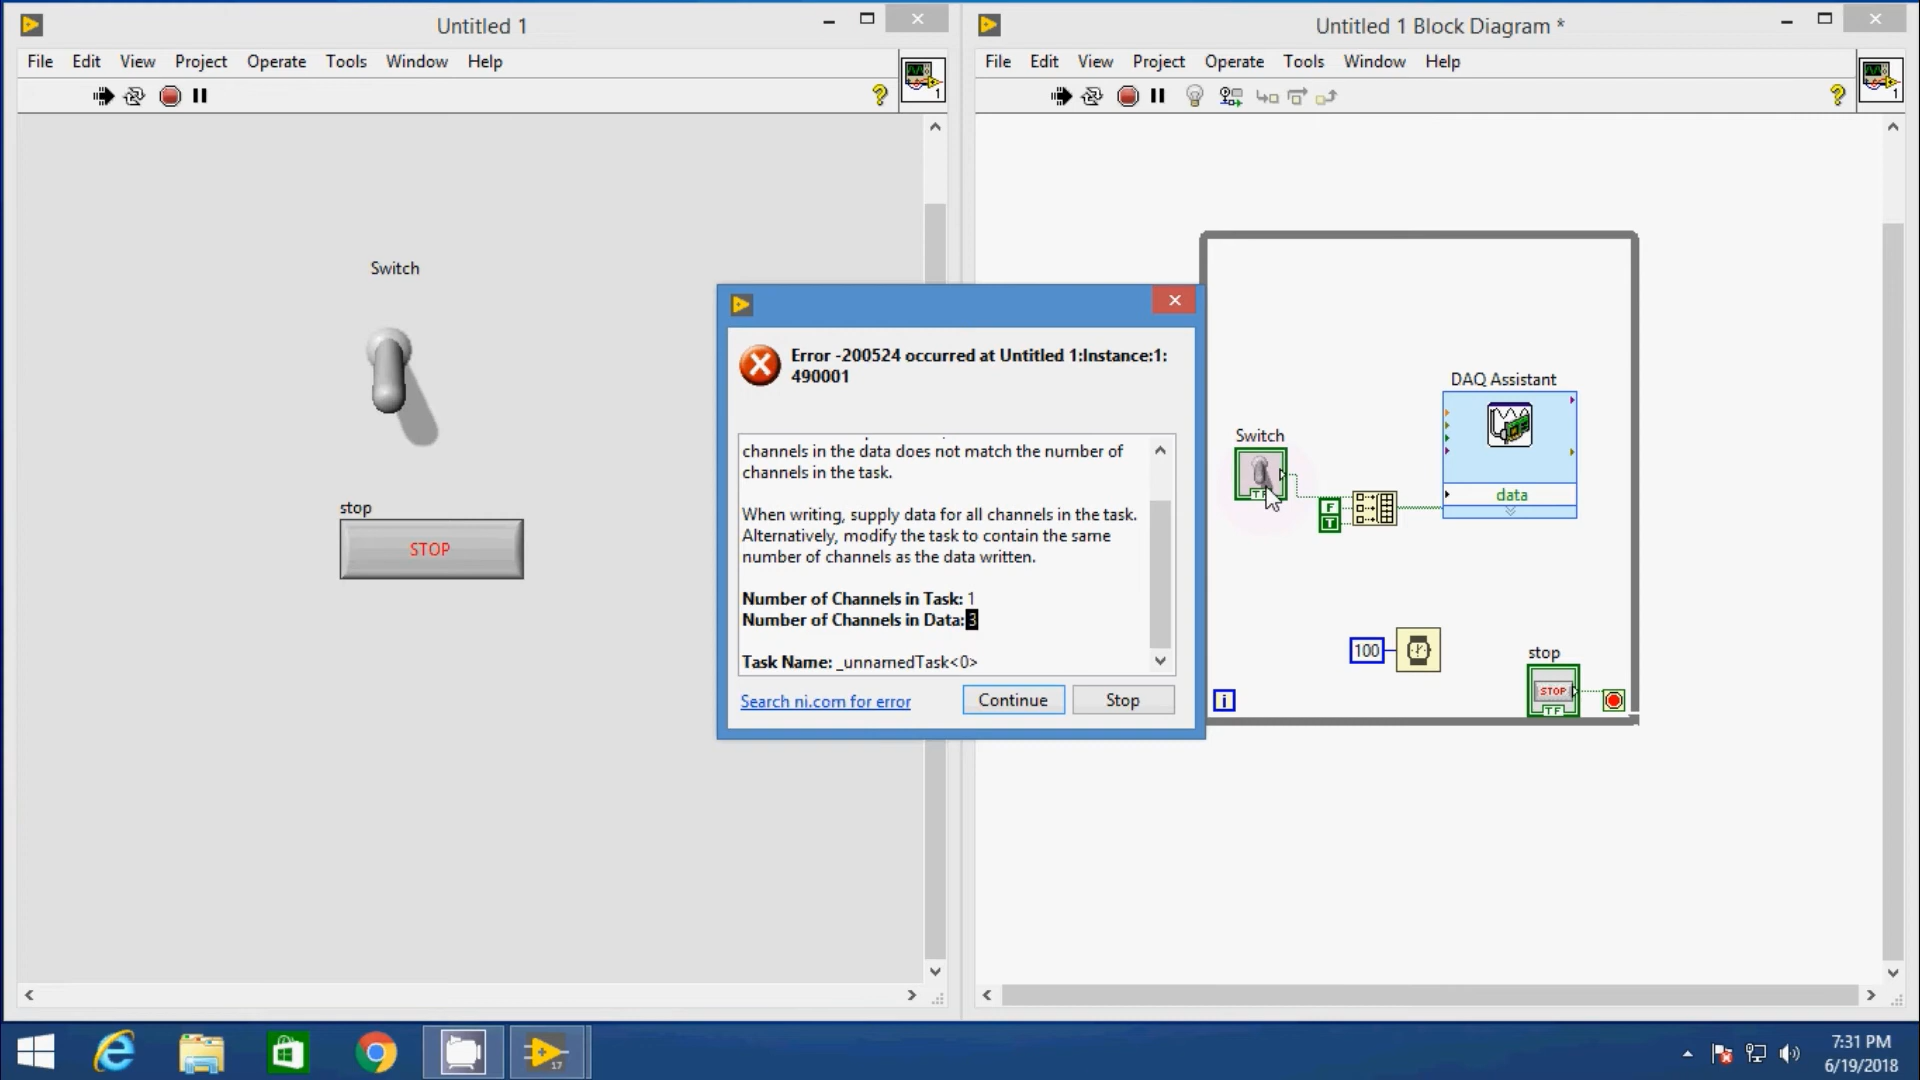 Untitled 1
File Edit View Project Operate Tools Window Help
1
Switch
stop
STOP
Untitled 1 Block Diagram *
File Edit View Project Operate Tools Window Help
1
DAQ Assistant
Switch
TF
F
T
data
100
i
stop
STOP
TF
Error -200524 occurred at Untitled 1:Instance:1:
490001
channels in the data does not match the number of
channels in the task.
When writing, supply data for all channels in the task.
Alternatively, modify the task to contain the same
number of channels as the data written.
Number of Channels in Task: 1
Number of Channels in Data: 3
Task Name: _unnamedTask<0>
Search ni.com for error
Continue
Stop
17
7:31 PM
6/19/2018